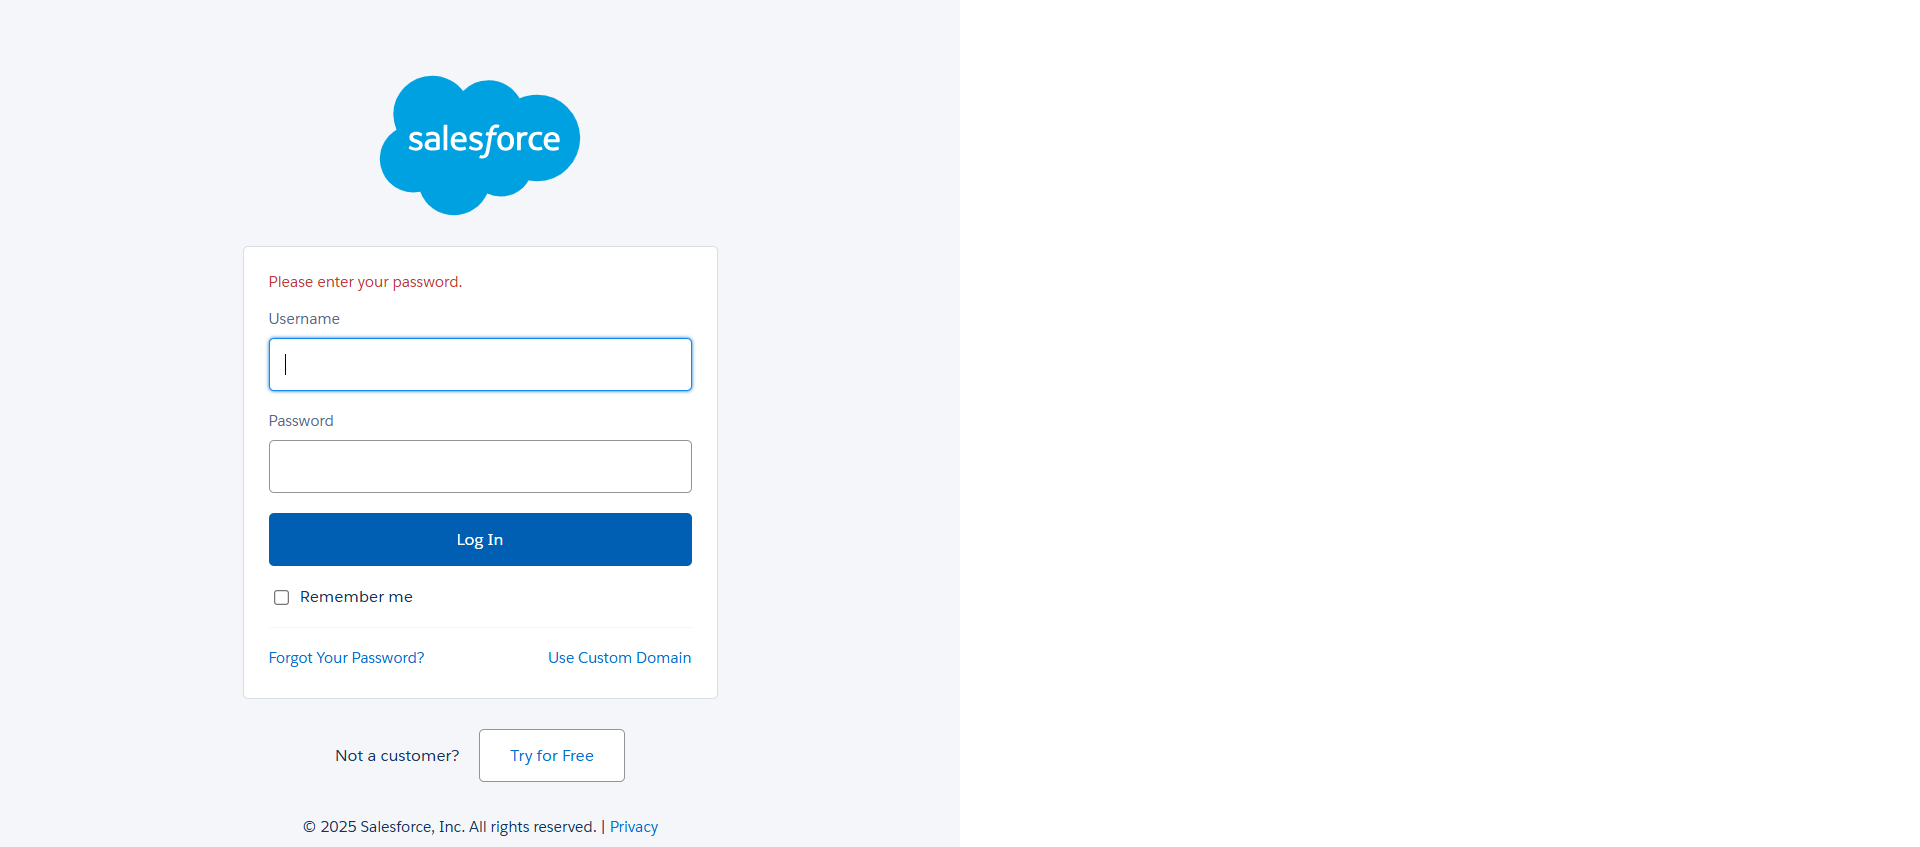 salesforce
Please enter your password.
Username
Password
Log In
Remember me
Forgot Your Password? Use Custom Domain
Not a customer? Try for Free
© 2025 Salesforce, Inc. All rights reserved. | Privacy